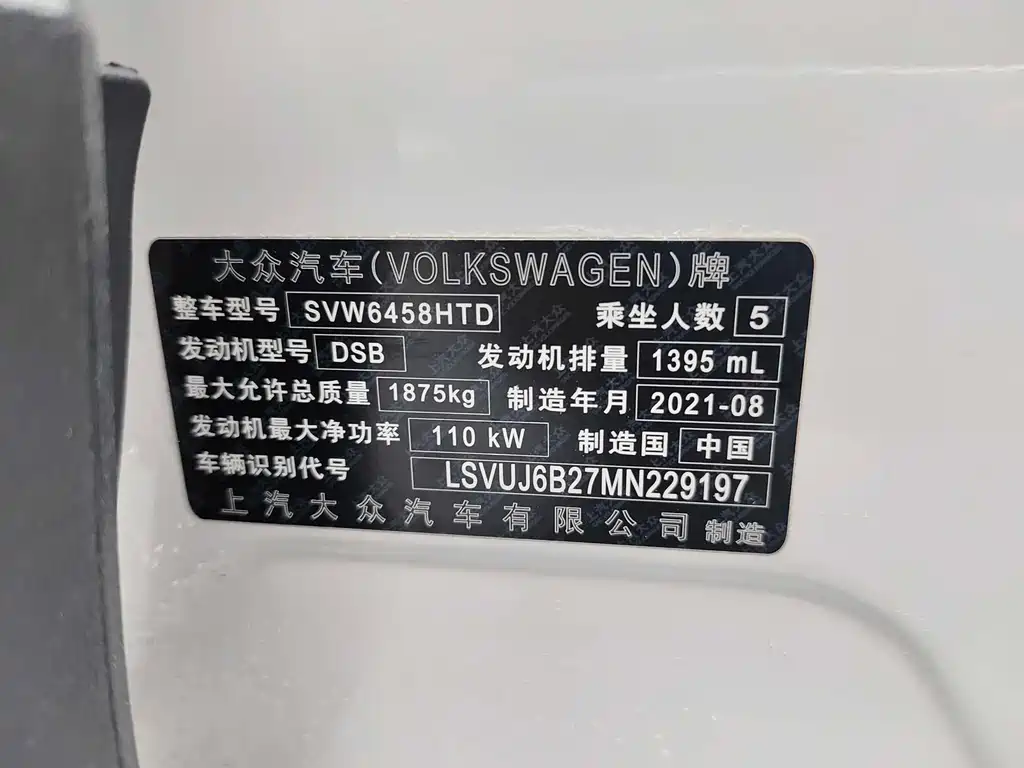 大众汽车(VOLKSWAGEN)牌
整车型号 SVW6458HTD 乘坐人数 5
发动机型号 DSB 发动机排量 1395 mL
最大允许总质量 1875kg 制造年月 2021-08
发动机最大净功率 110 kW 制造国 中国
车辆识别代号 LSVUJ6B27MN229197
上汽大众汽车有限公司 制造